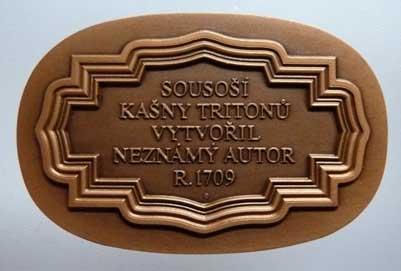 SOUSOŠÍ
KAŠNY TRITONŮ
VYTVOŘIL
NEZNÁMÝ AUTOR
R. 1709